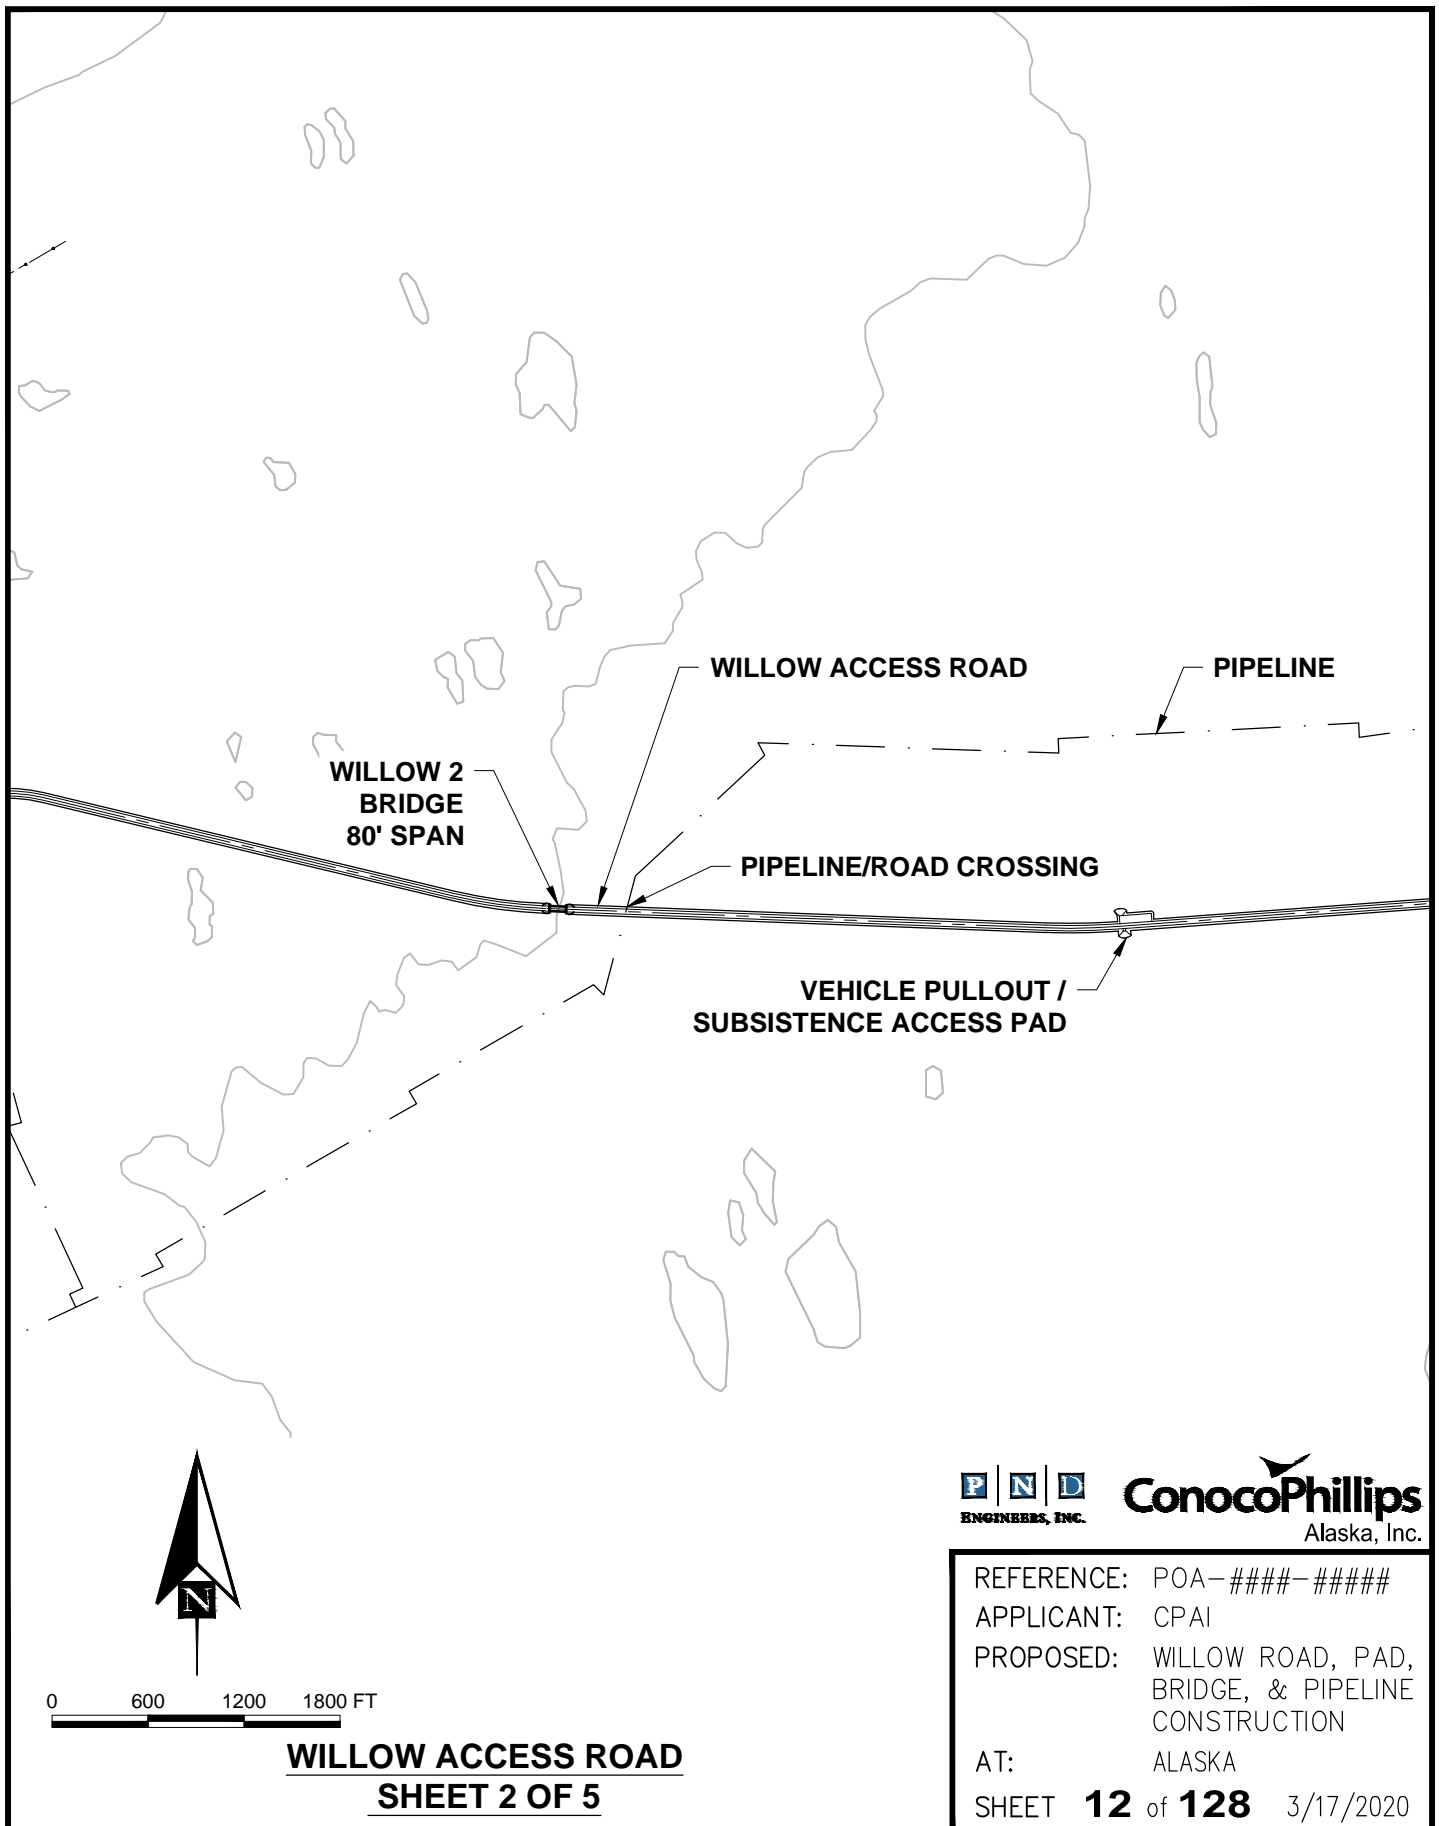 WILLOW ACCESS ROAD
PIPELINE
WILLOW 2
BRIDGE
80' SPAN
PIPELINE/ROAD CROSSING
VEHICLE PULLOUT /
SUBSISTENCE ACCESS PAD
N
0 600 1200 1800 FT
WILLOW ACCESS ROAD
SHEET 2 OF 5
P N D
ENGINEERS, INC.
ConocoPhillips
Alaska, Inc.
REFERENCE: POA-####-#####
APPLICANT: CPAI
PROPOSED: WILLOW ROAD, PAD,
BRIDGE, & PIPELINE
CONSTRUCTION
AT: ALASKA
SHEET 12 of 128 3/17/2020